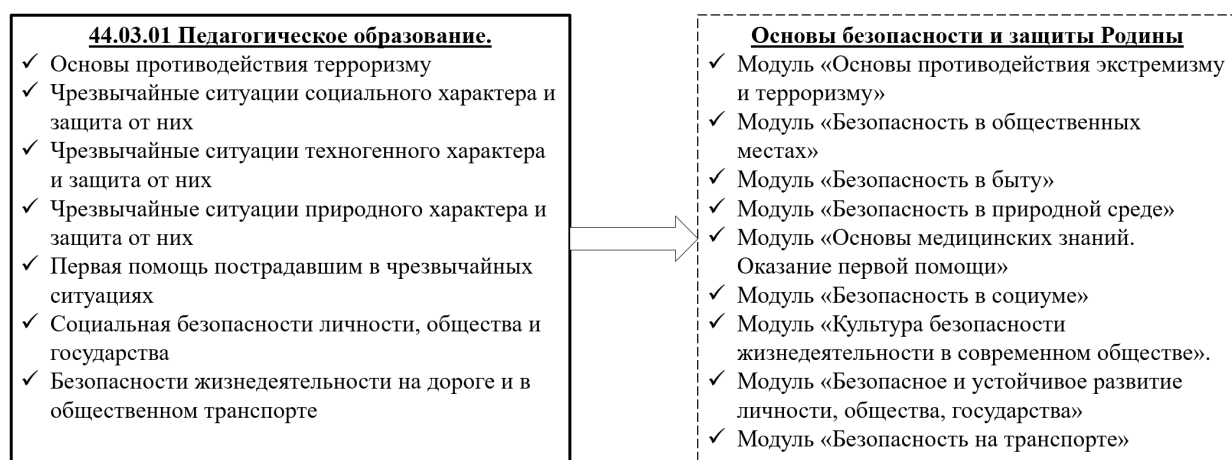 44.03.01 Педагогическое образование.
✓ Основы противодействия терроризму
✓ Чрезвычайные ситуации социального характера и
защита от них
✓ Чрезвычайные ситуации техногенного характера
и защита от них
✓ Чрезвычайные ситуации природного характера и
защита от них
✓ Первая помощь пострадавшим в чрезвычайных
ситуациях
✓ Социальная безопасности личности, общества и
государства
✓ Безопасности жизнедеятельности на дороге и в
общественном транспорте
Основы безопасности и защиты Родины
✓ Модуль «Основы противодействия экстремизму
и терроризму»
✓ Модуль «Безопасность в общественных
местах»
✓ Модуль «Безопасность в быту»
✓ Модуль «Безопасность в природной среде»
✓ Модуль «Основы медицинских знаний.
Оказание первой помощи»
✓ Модуль «Безопасность в социуме»
✓ Модуль «Культура безопасности
жизнедеятельности в современном обществе».
✓ Модуль «Безопасное и устойчивое развитие
личности, общества, государства»
✓ Модуль «Безопасность на транспорте»